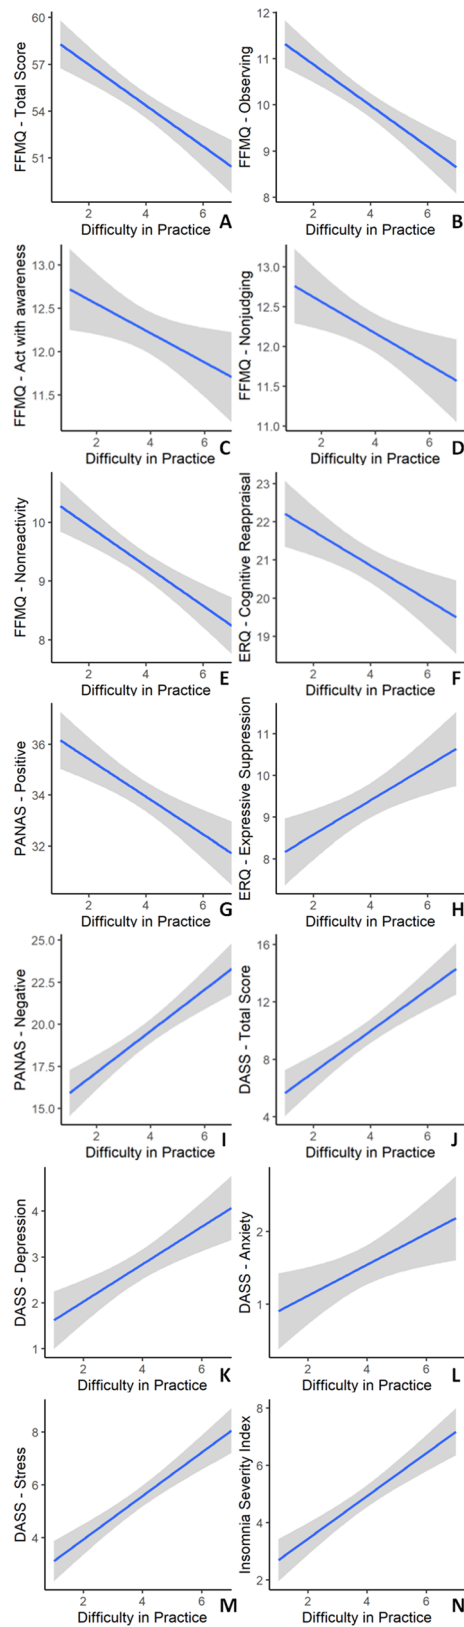 FFMQ - Total Score
60
57
54
51
2 4 6
Difficulty in Practice
A
FFMQ - Observing
12
11
10
9
8
2 4 6
Difficulty in Practice
B
FFMQ - Act with awareness
13.0
12.5
12.0
11.5
2 4 6
Difficulty in Practice
C
FFMQ - Nonjudging
13.0
12.5
12.0
11.5
11.0
2 4 6
Difficulty in Practice
D
FFMQ - Nonreactivity
10
9
8
2 4 6
Difficulty in Practice
E
ERQ - Cognitive Reappraisal
23
22
21
20
19
2 4 6
Difficulty in Practice
F
PANAS - Positive
36
34
32
2 4 6
Difficulty in Practice
G
ERQ - Expressive Suppression
11
10
9
8
2 4 6
Difficulty in Practice
H
PANAS - Negative
25.0
22.5
20.0
17.5
15.0
2 4 6
Difficulty in Practice
I
DASS - Total Score
16
12
8
4
2 4 6
Difficulty in Practice
J
DASS - Depression
4
3
2
1
2 4 6
Difficulty in Practice
K
DASS - Anxiety
2
1
2 4 6
Difficulty in Practice
L
DASS - Stress
8
6
4
2 4 6
Difficulty in Practice
M
Insomnia Severity Index
8
6
4
2
2 4 6
Difficulty in Practice
N